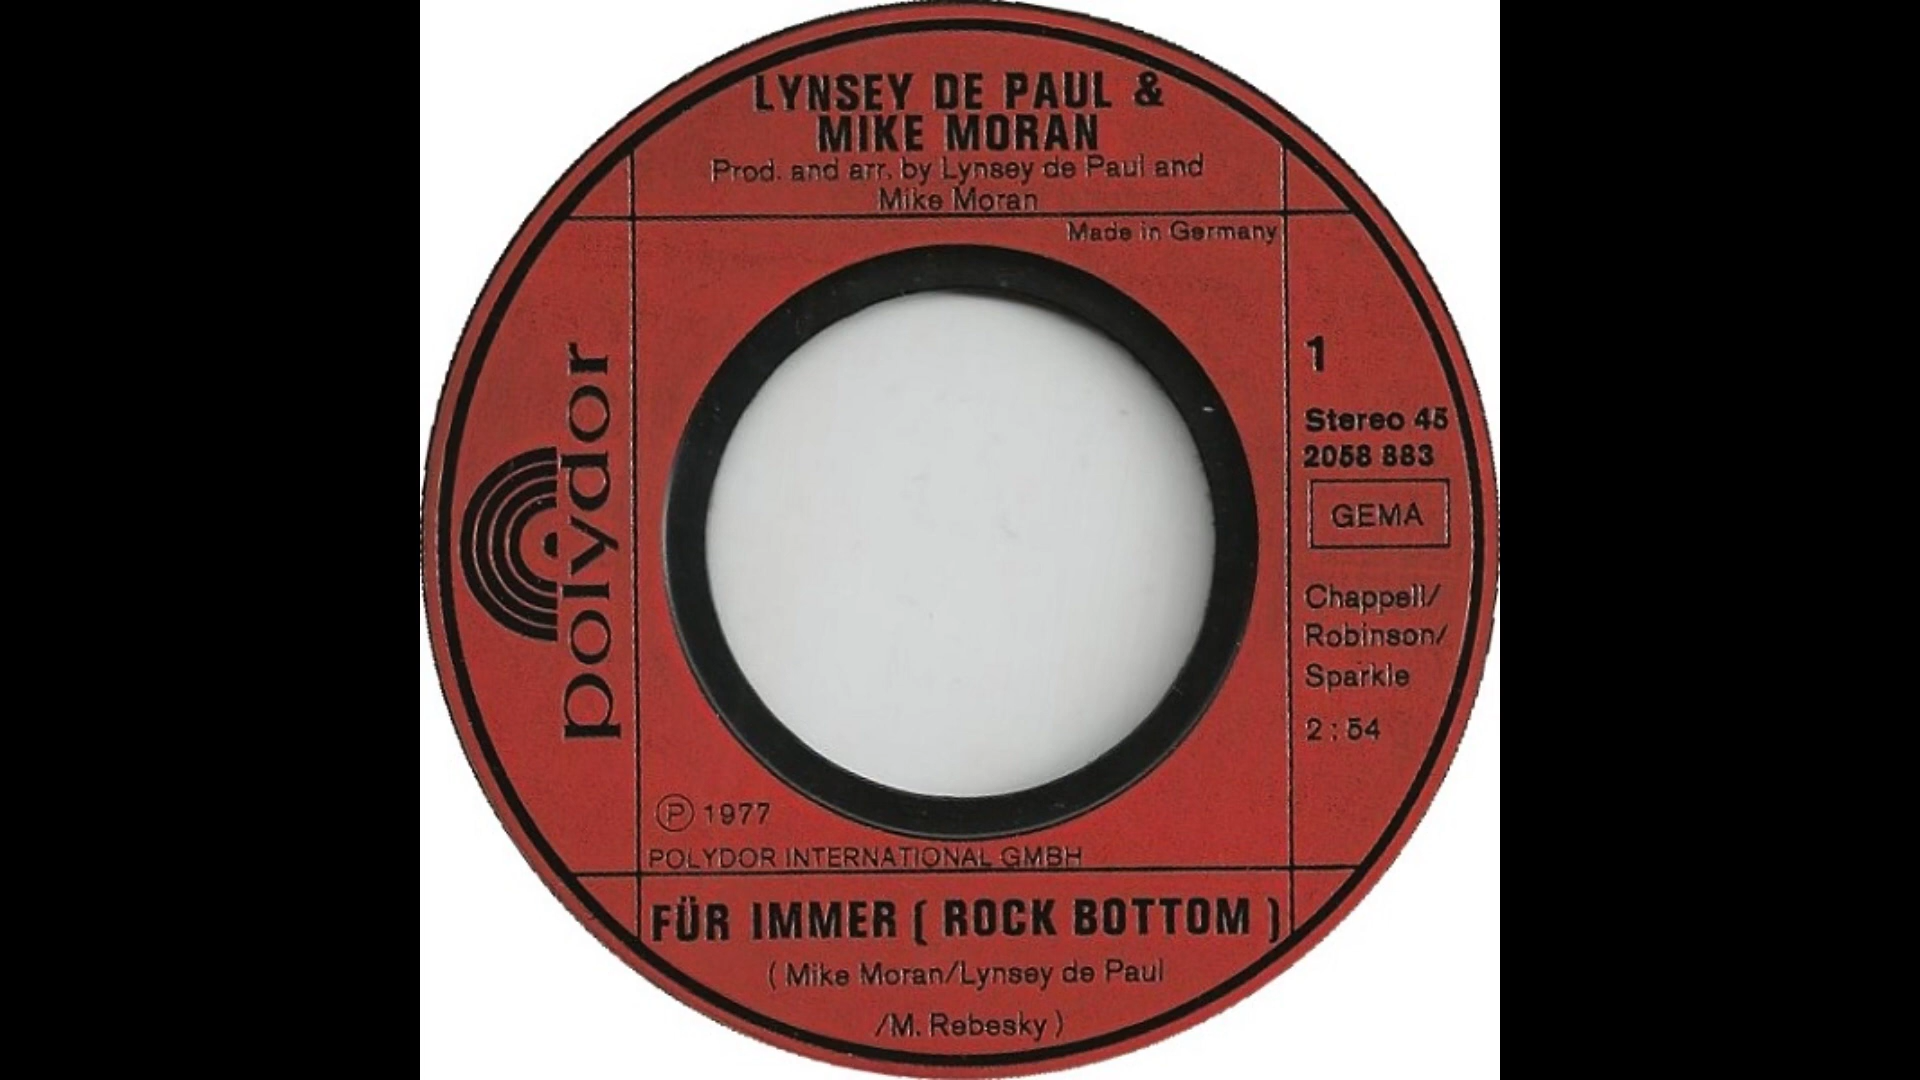 LYNSEY DE PAUL &
MIKE MORAN
Prod. and arr. by Lynsey de Paul and
Mike Moran
Made in Germany
polydor
1
Stereo 45
2058 883
GEMA
Chappell/
Robinson/
Sparkle
2:54
℗ 1977
POLYDOR INTERNATIONAL GMBH
FÜR IMMER ( ROCK BOTTOM )
( Mike Moran/Lynsey de Paul
/M. Rebesky )